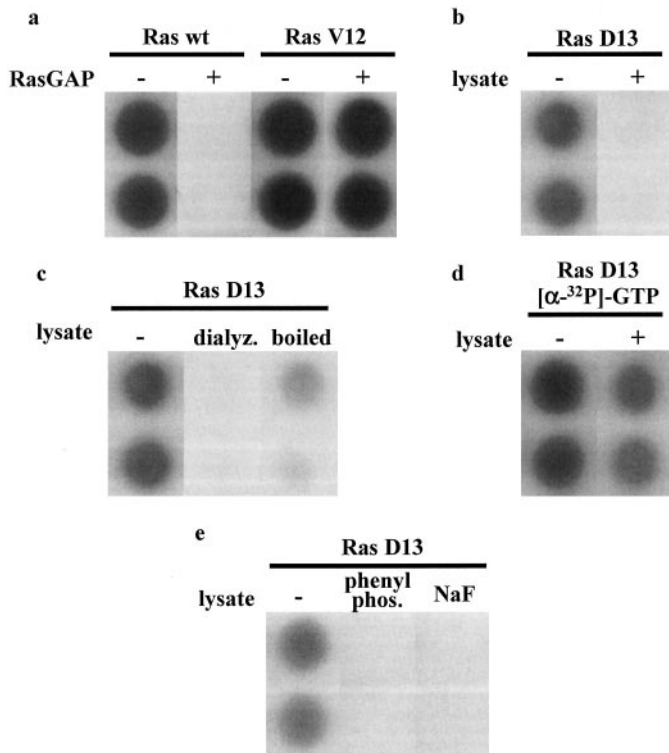 a
Ras wt Ras V12
RasGAP - + - +
b
Ras D13
lysate - +
c
Ras D13
lysate - dialyz. boiled
d
Ras D13
[α-³²P]-GTP
lysate - +
e
Ras D13
lysate - phenyl phos. NaF